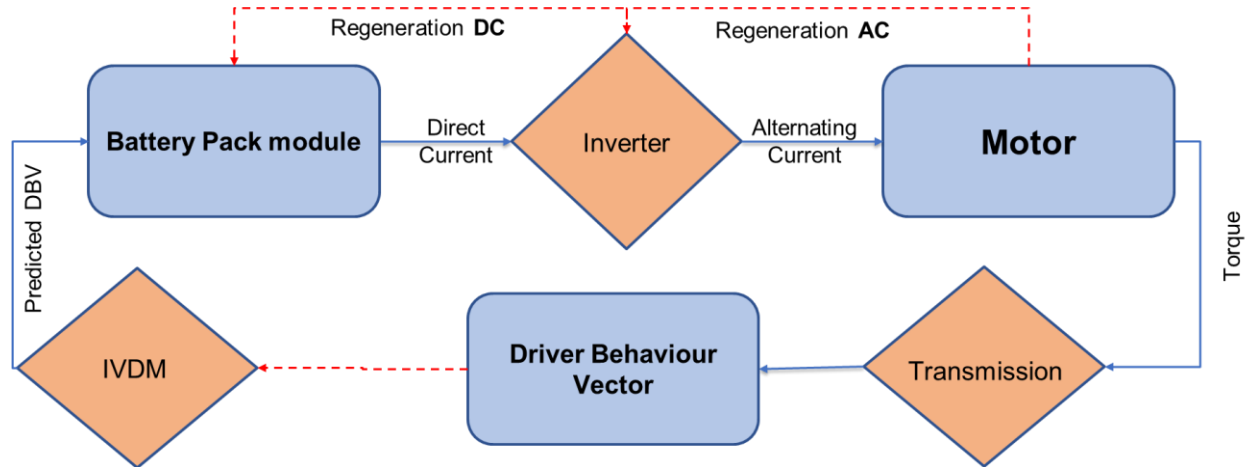 Regeneration DC
Regeneration AC
Battery Pack module
Direct
Current
Inverter
Alternating
Current
Motor
Predicted DBV
Torque
IVDM
Driver Behaviour
Vector
Transmission